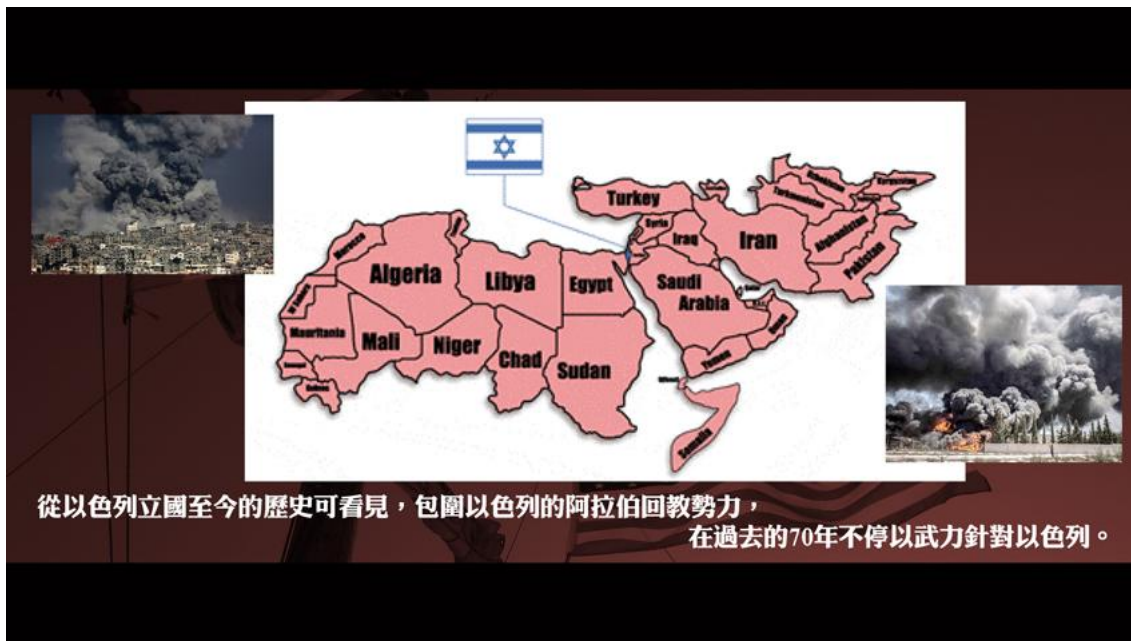 Turkey
Syria
Iraq
Iran
Turkmenistan
Afghanistan
Pakistan
Morocco
Algeria
Libya
Egypt
Saudi
Arabia
Oman
Yemen
Mauritania
Mali
Niger
Chad
Sudan
Somalia
從以色列立國至今的歷史可看見，包圍以色列的阿拉伯回教勢力，
在過去的70年不停以武力針對以色列。